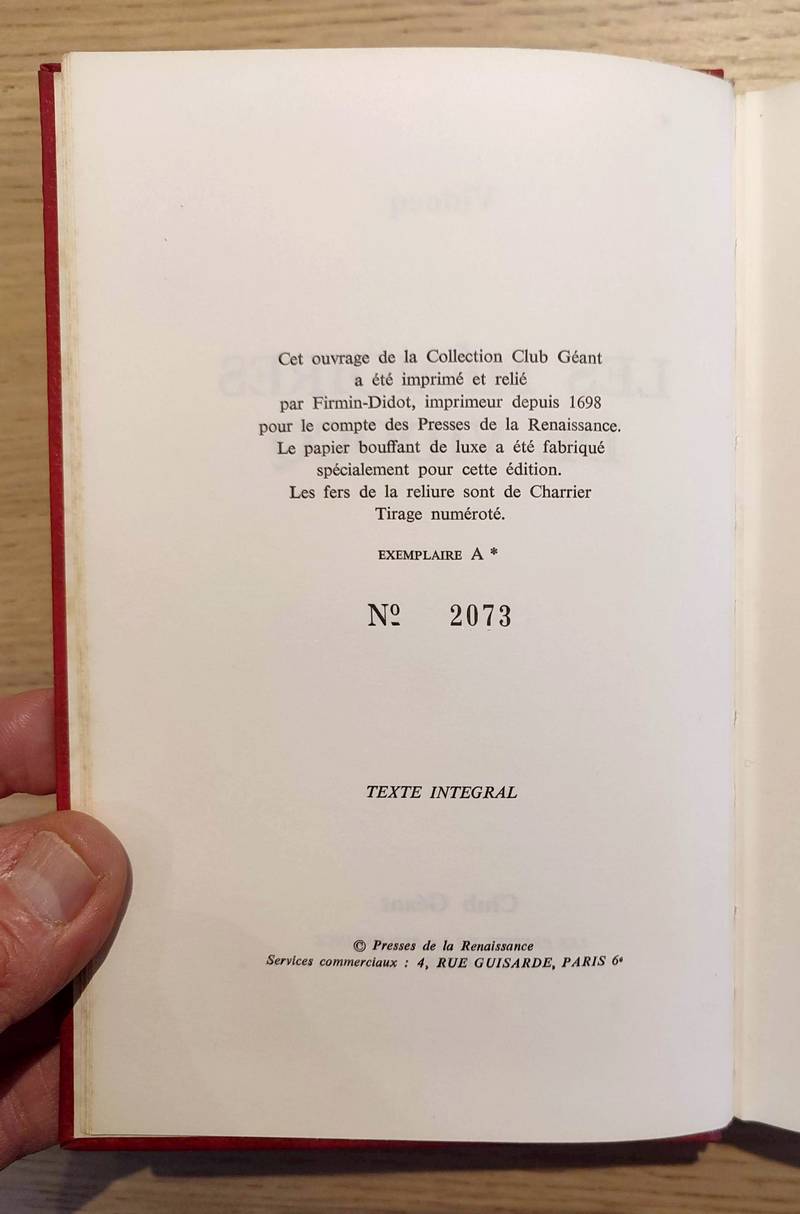 Cet ouvrage de la Collection Club Géant
a été imprimé et relié
par Firmin-Didot, imprimeur depuis 1698
pour le compte des Presses de la Renaissance.
Le papier bouffant de luxe a été fabriqué
spécialement pour cette édition.
Les fers de la reliure sont de Charrier
Tirage numéroté.
EXEMPLAIRE A *
Nº 2073
TEXTE INTEGRAL
© Presses de la Renaissance
Services commerciaux : 4, RUE GUISARDE, PARIS 6ᵉ